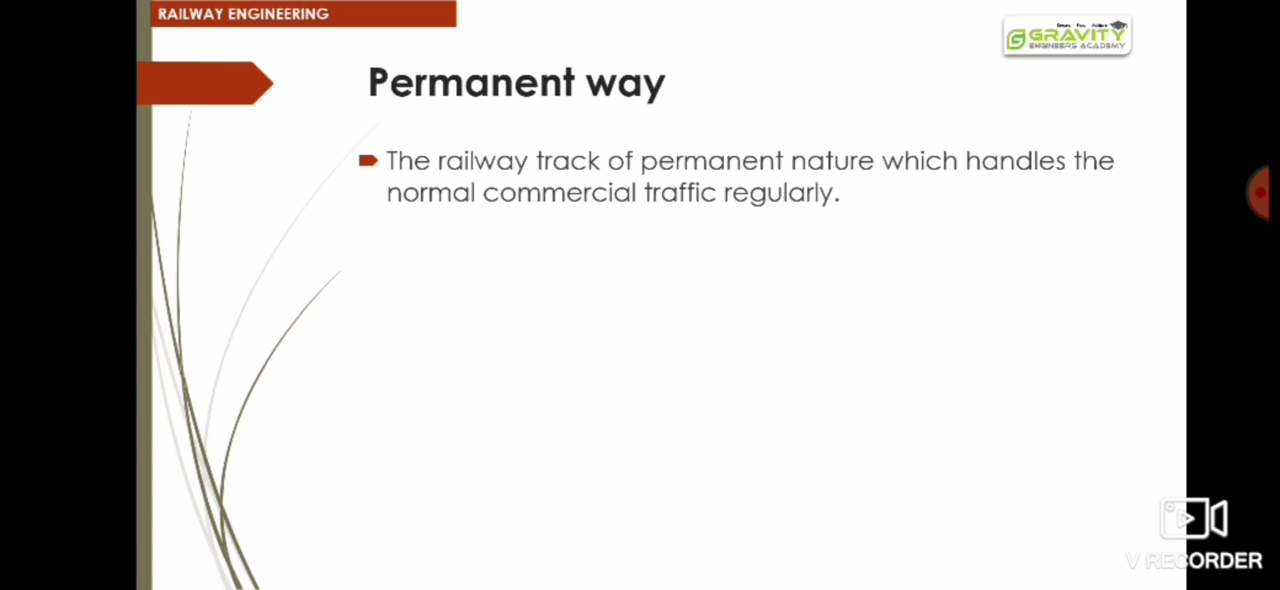 RAILWAY ENGINEERING
GRAVITY
ENGINEERS ACADEMY
Permanent way
The railway track of permanent nature which handles the
normal commercial traffic regularly.
V RECORDER